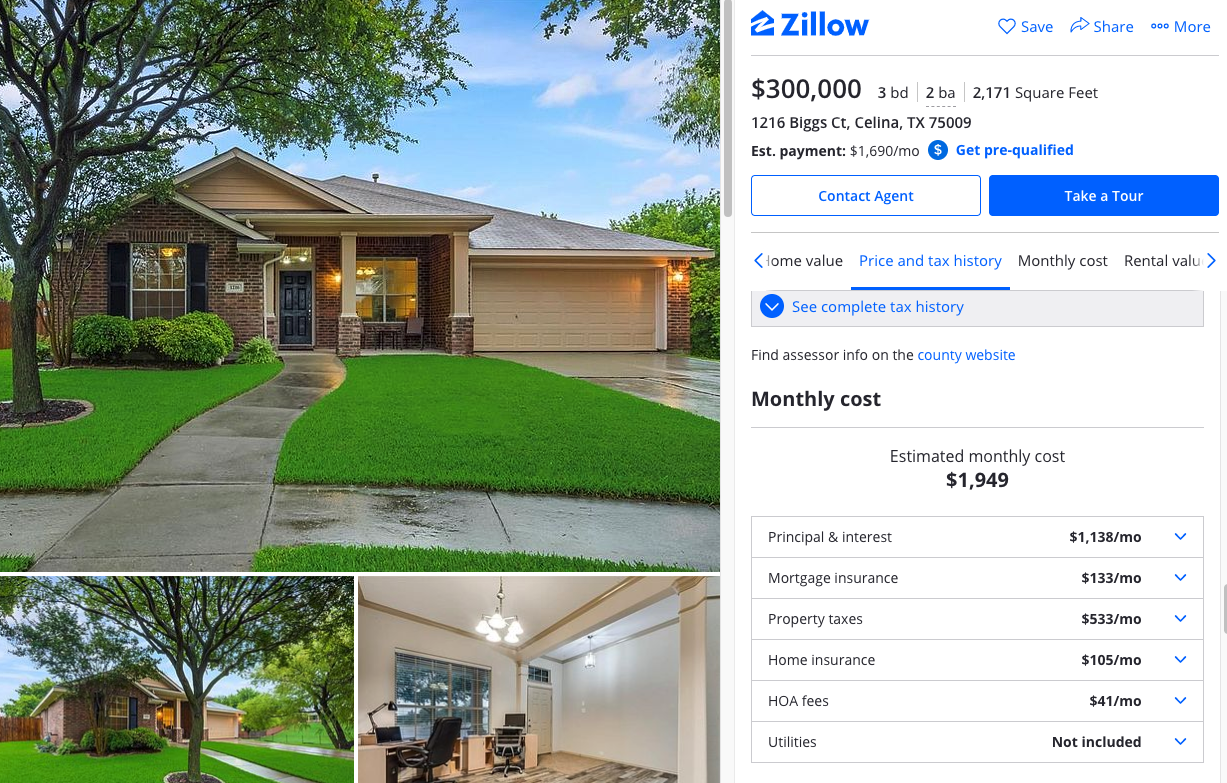 Zillow
Save Share More
$300,000 3 bd 2 ba 2,171 Square Feet
1216 Biggs Ct, Celina, TX 75009
Est. payment: $1,690/mo $ Get pre-qualified
Contact Agent Take a Tour
ome value Price and tax history Monthly cost Rental valu
See complete tax history
Find assessor info on the county website
Monthly cost
Estimated monthly cost
$1,949
Principal & interest $1,138/mo
Mortgage insurance $133/mo
Property taxes $533/mo
Home insurance $105/mo
HOA fees $41/mo
Utilities Not included
1216